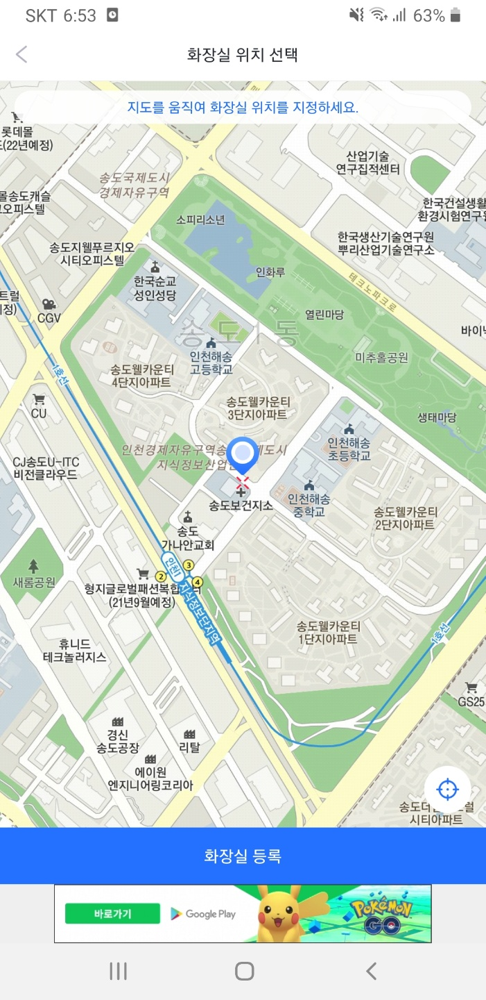 SKT 6:53
63%
화장실 위치 선택
지도를 움직여 화장실 위치를 지정하세요.
롯데몰
(22년예정)
산업기술
연구집적센터
송도국제도시
경제자유구역
몰송도캐슬
오피스텔
한국건설생활
환경시험연구원
소피리소년
한국생산기술연구원
뿌리산업기술연구소
송도지웰푸르지오
시티오피스텔
인화루
테크노파크로
한국순교
성인성당
트럴
정)
CGV
열린마당
송도1동
바이
인천해송
고등학교
미추홀공원
1호선
송도웰카운티
4단지아파트
송도웰카운티
3단지아파트
CU
생태마당
인천해송
초등학교
인천경제자유구역송 제도시
지식정보산업단
CJ송도U-ITC
비전클라우드
인천해송
중학교
송도보건지소
송도웰카운티
2단지아파트
송도
가나안교회
인천1
지식정보단지역
2
3
4
새롬공원
형지글로벌패션복합 터
(21년9월예정)
송도웰카운티
1단지아파트
1호선
휴니드
테크놀러지스
GS25
경신
송도공장
리탈
에이원
엔지니어링코리아
송도더 럴
시티아파트
화장실 등록
바로가기
Google Play
POKÉMON
GO